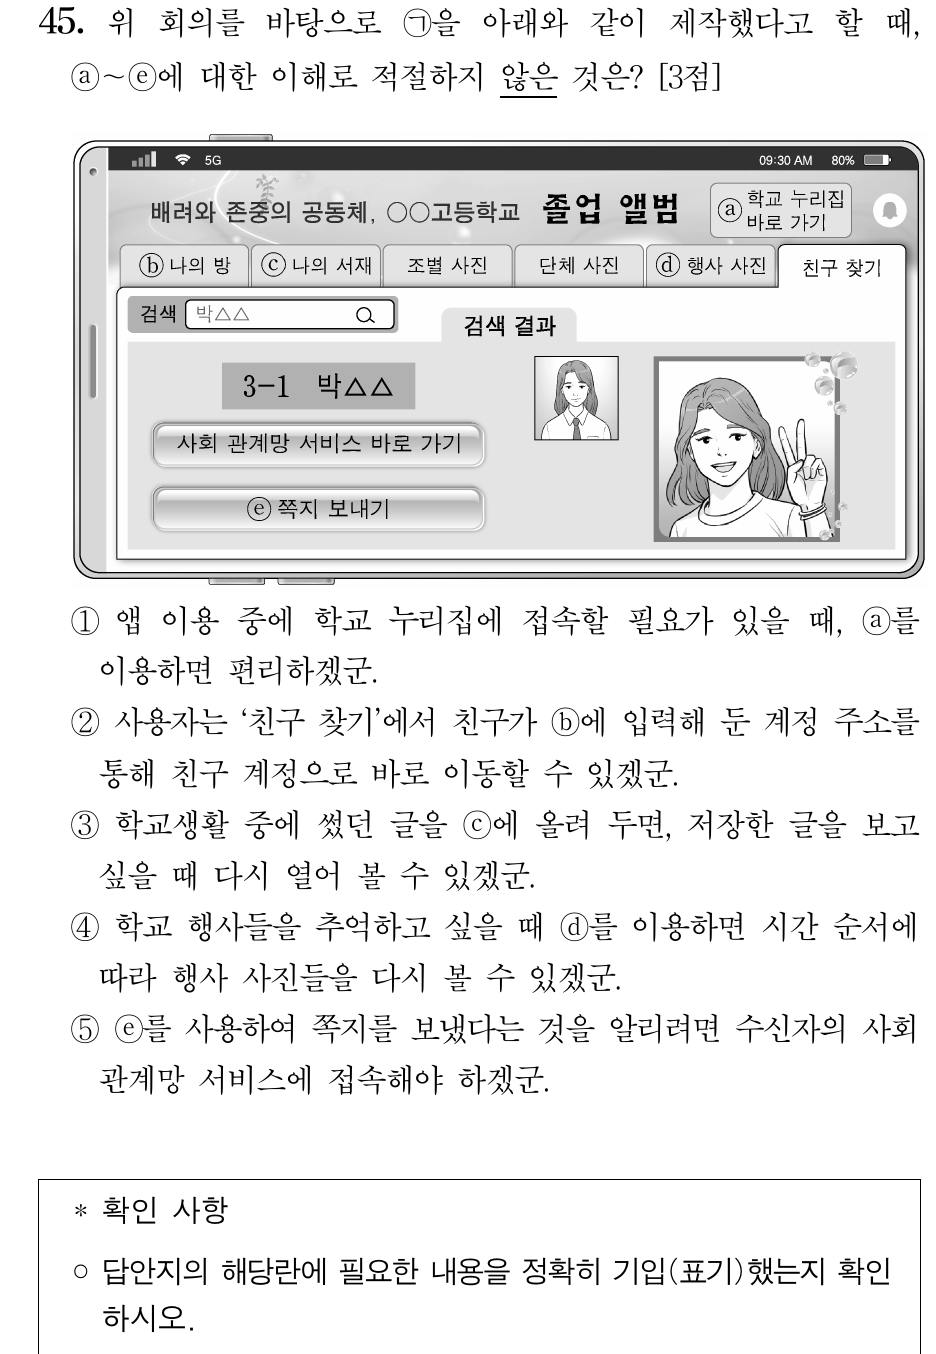 45. 위 회의를 바탕으로 ㉠을 아래와 같이 제작했다고 할 때,
ⓐ~ⓔ에 대한 이해로 적절하지 않은 것은? [3점]
5G 09:30 AM 80%
배려와 존중의 공동체, ○○고등학교 졸업 앨범 ⓐ 학교 누리집
바로 가기
ⓑ 나의 방 ⓒ 나의 서재 조별 사진 단체 사진 ⓓ 행사 사진 친구 찾기
검색 박△△
검색 결과
3-1 박△△
사회 관계망 서비스 바로 가기
ⓔ 쪽지 보내기
① 앱 이용 중에 학교 누리집에 접속할 필요가 있을 때, ⓐ를
이용하면 편리하겠군.
② 사용자는 ‘친구 찾기’에서 친구가 ⓑ에 입력해 둔 계정 주소를
통해 친구 계정으로 바로 이동할 수 있겠군.
③ 학교생활 중에 썼던 글을 ⓒ에 올려 두면, 저장한 글을 보고
싶을 때 다시 열어 볼 수 있겠군.
④ 학교 행사들을 추억하고 싶을 때 ⓓ를 이용하면 시간 순서에
따라 행사 사진들을 다시 볼 수 있겠군.
⑤ ⓔ를 사용하여 쪽지를 보냈다는 것을 알리려면 수신자의 사회
관계망 서비스에 접속해야 하겠군.
* 확인 사항
○ 답안지의 해당란에 필요한 내용을 정확히 기입(표기)했는지 확인
하시오.